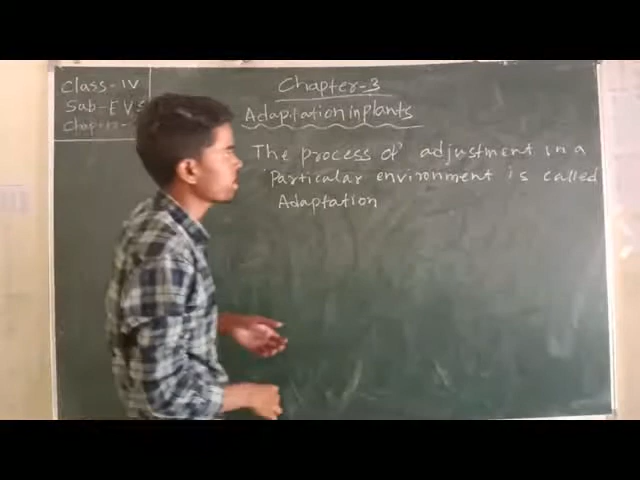 Class-IV
Sub-EVS
Chapter-
Chapter-3
Adaptation in plants
The process of adjustment in a
Particular environment is called
Adaptation